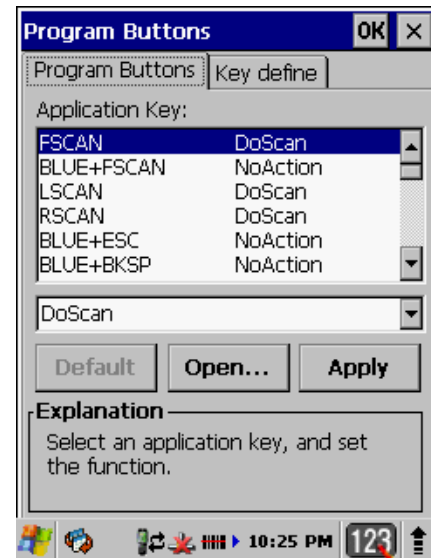 Program Buttons OK ×
Program Buttons Key define
Application Key:
FSCAN DoScan
BLUE+FSCAN NoAction
LSCAN DoScan
RSCAN DoScan
BLUE+ESC NoAction
BLUE+BKSP NoAction
DoScan
Default Open... Apply
Explanation
Select an application key, and set
the function.
10:25 PM 123